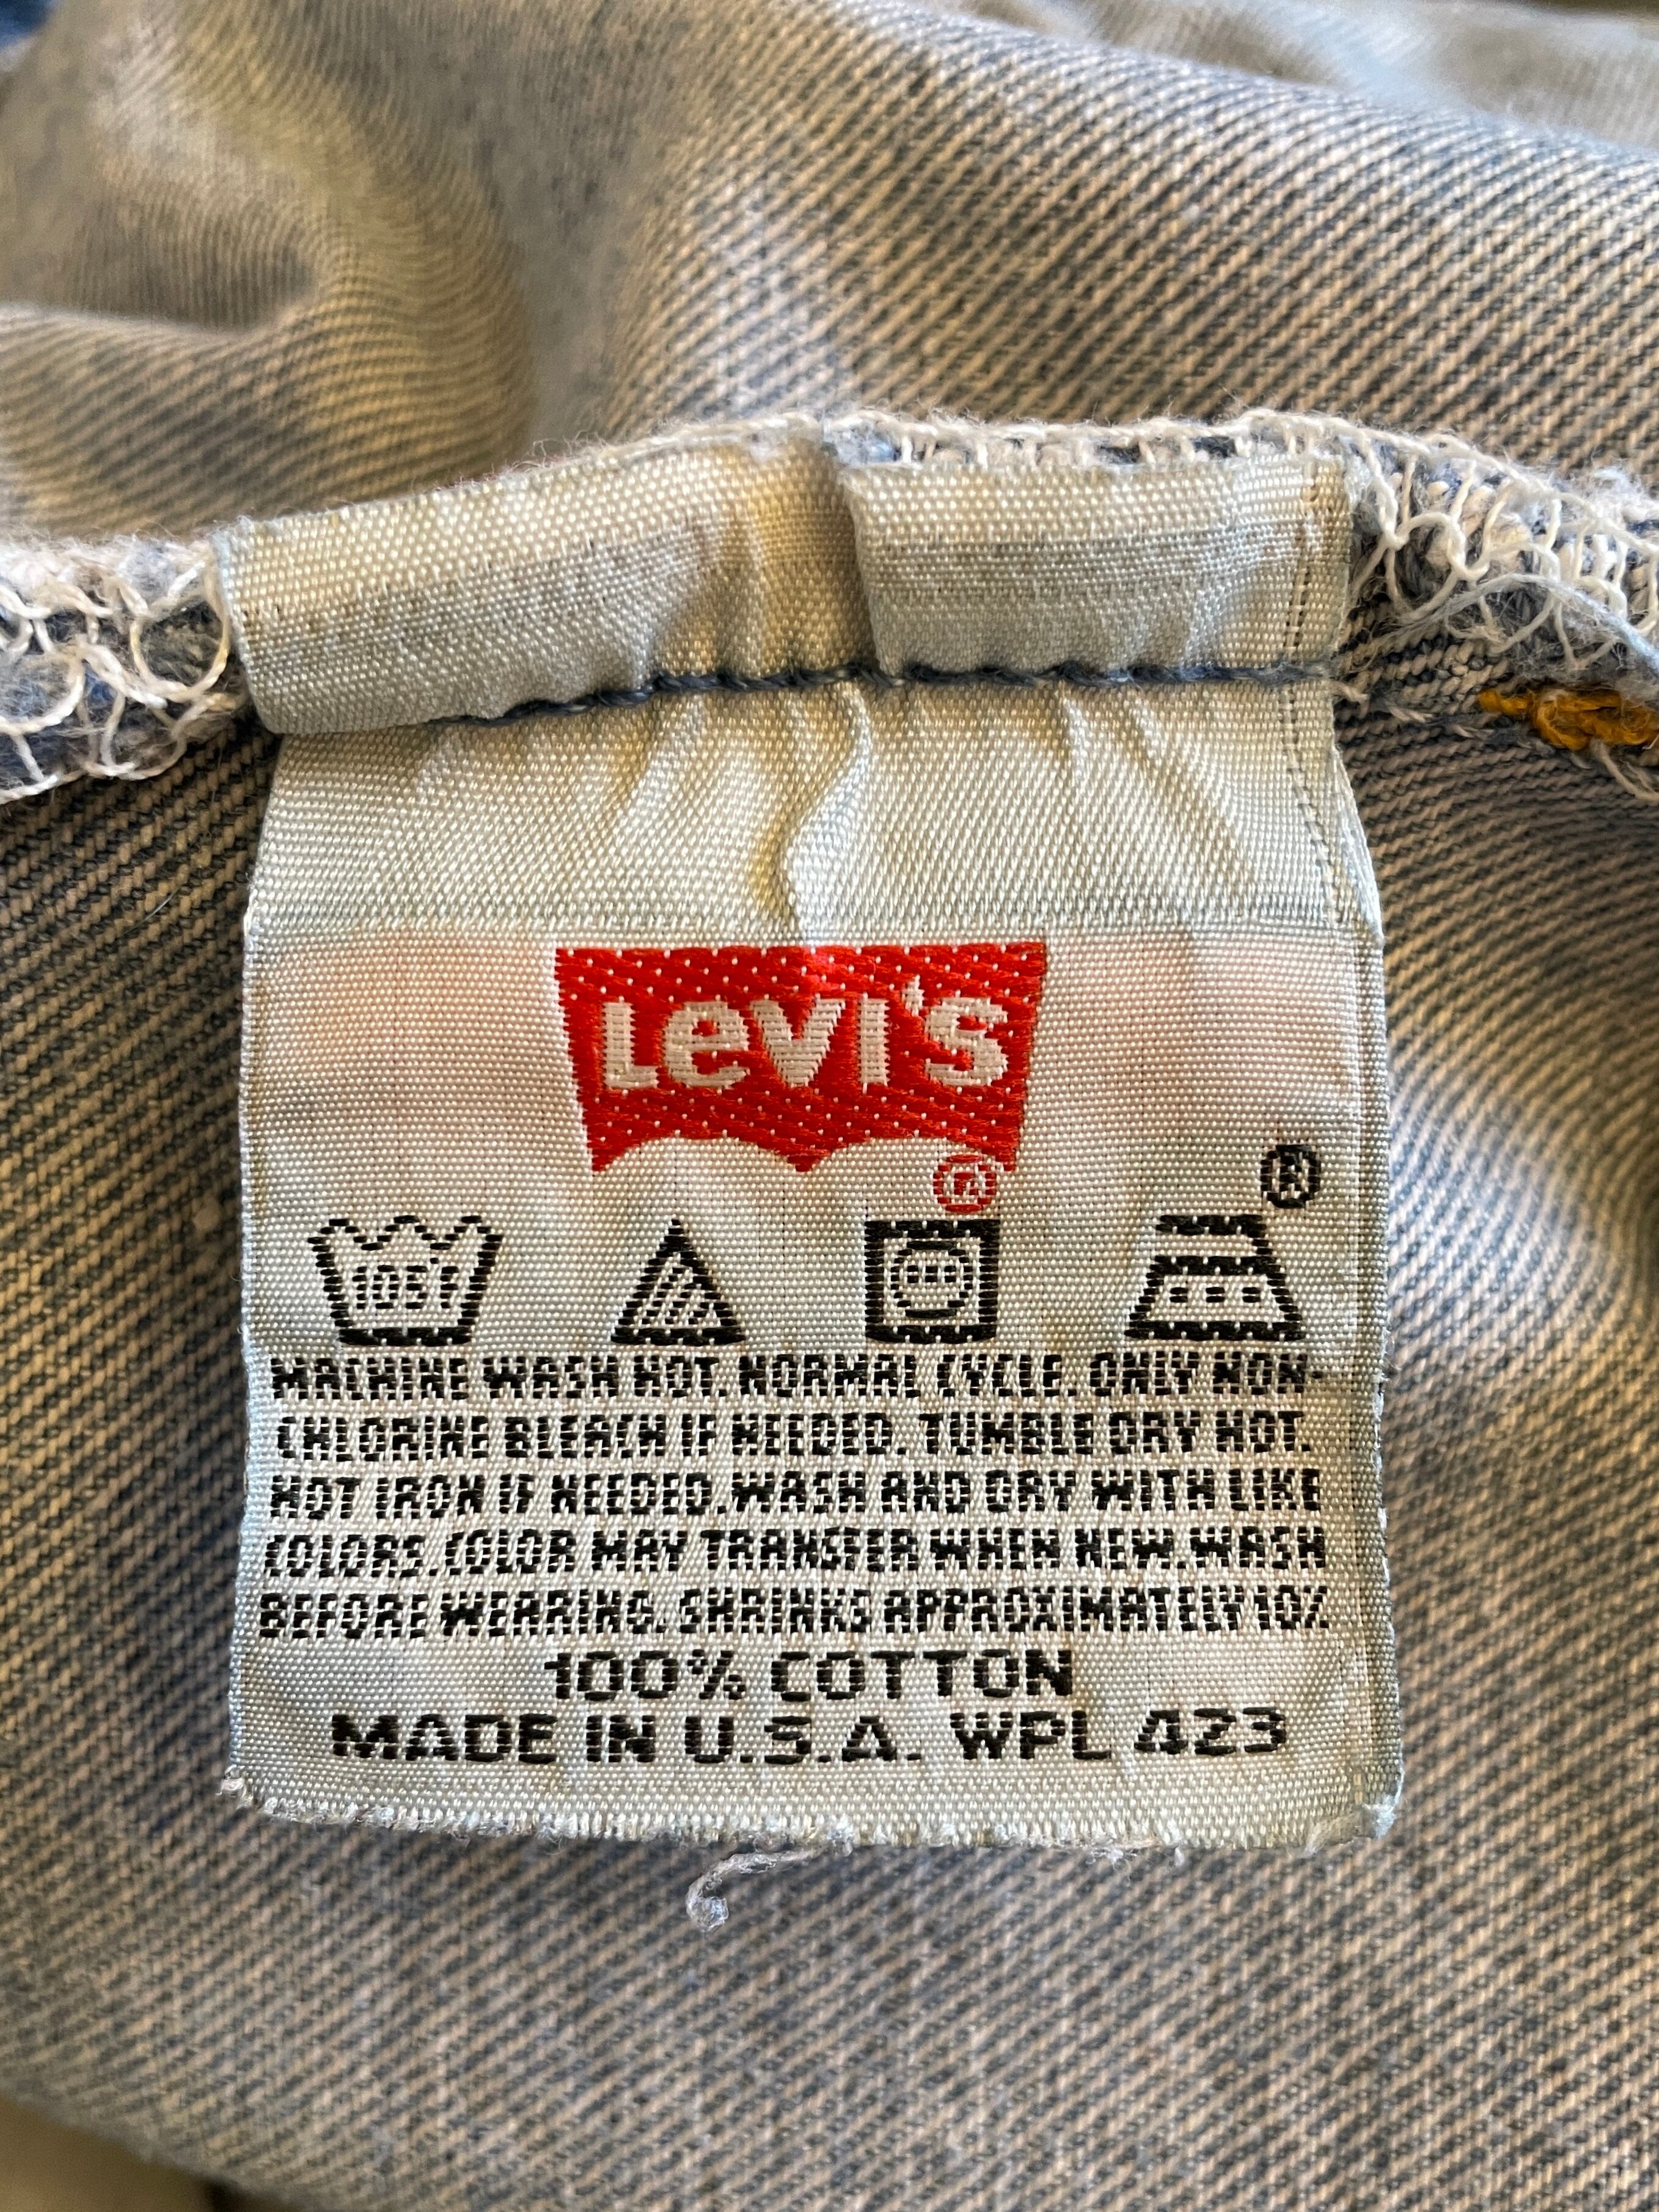 LEVI'S
®
®
105°F
MACHINE WASH HOT. NORMAL CYCLE. ONLY NON-
CHLORINE BLEACH IF NEEDED. TUMBLE DRY HOT.
HOT IRON IF NEEDED. WASH AND DRY WITH LIKE
COLORS. COLOR MAY TRANSFER WHEN NEW. WASH
BEFORE WEARING. SHRINKS APPROXIMATELY 10%
100% COTTON
MADE IN U.S.A. WPL 423